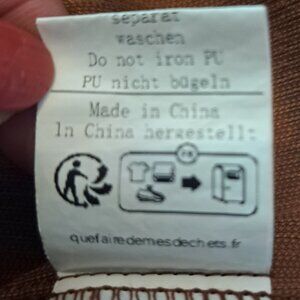 separat
waschen
Do not iron PU
PU nicht bügeln
Made in China
In China hergestellt
quefairedemesdechets.fr